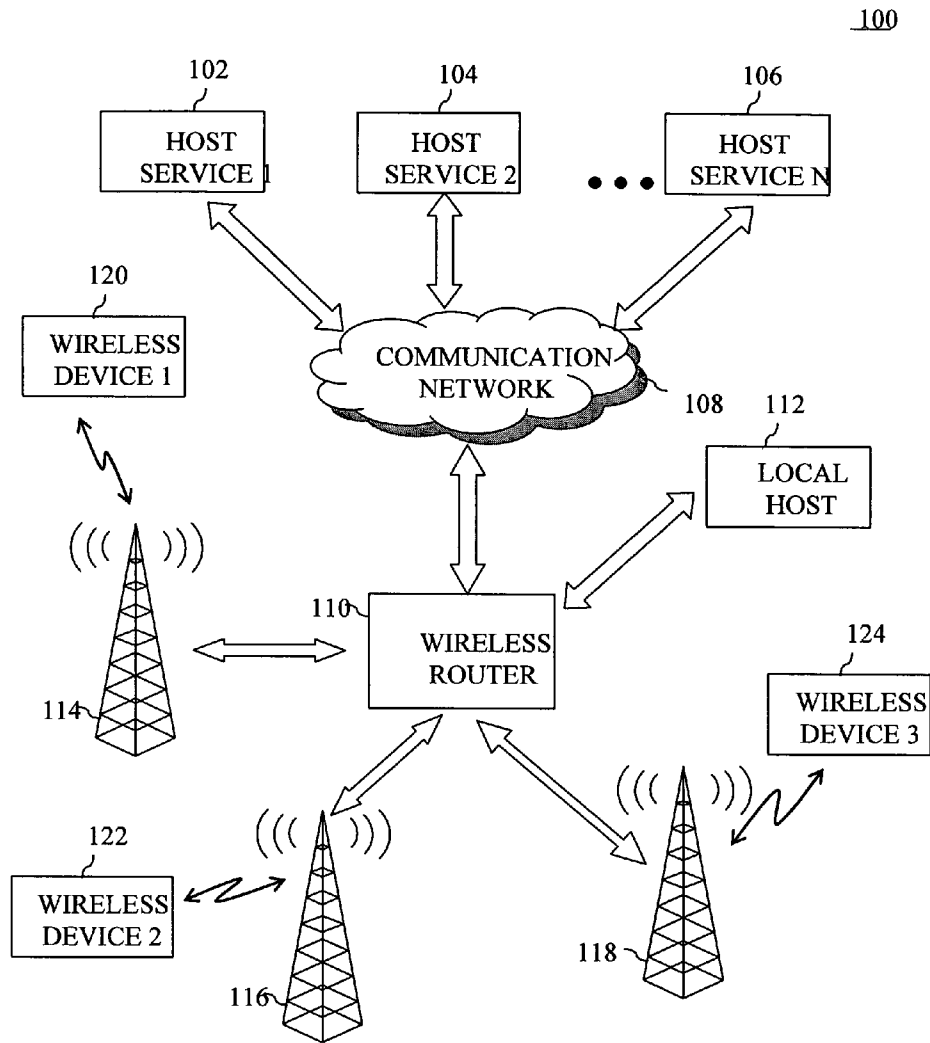 100
102
104
106
HOST
SERVICE 1
HOST
SERVICE 2
HOST
SERVICE N
120
WIRELESS
DEVICE 1
COMMUNICATION
NETWORK
108
112
LOCAL
HOST
110
WIRELESS
ROUTER
114
124
WIRELESS
DEVICE 3
122
WIRELESS
DEVICE 2
116
118